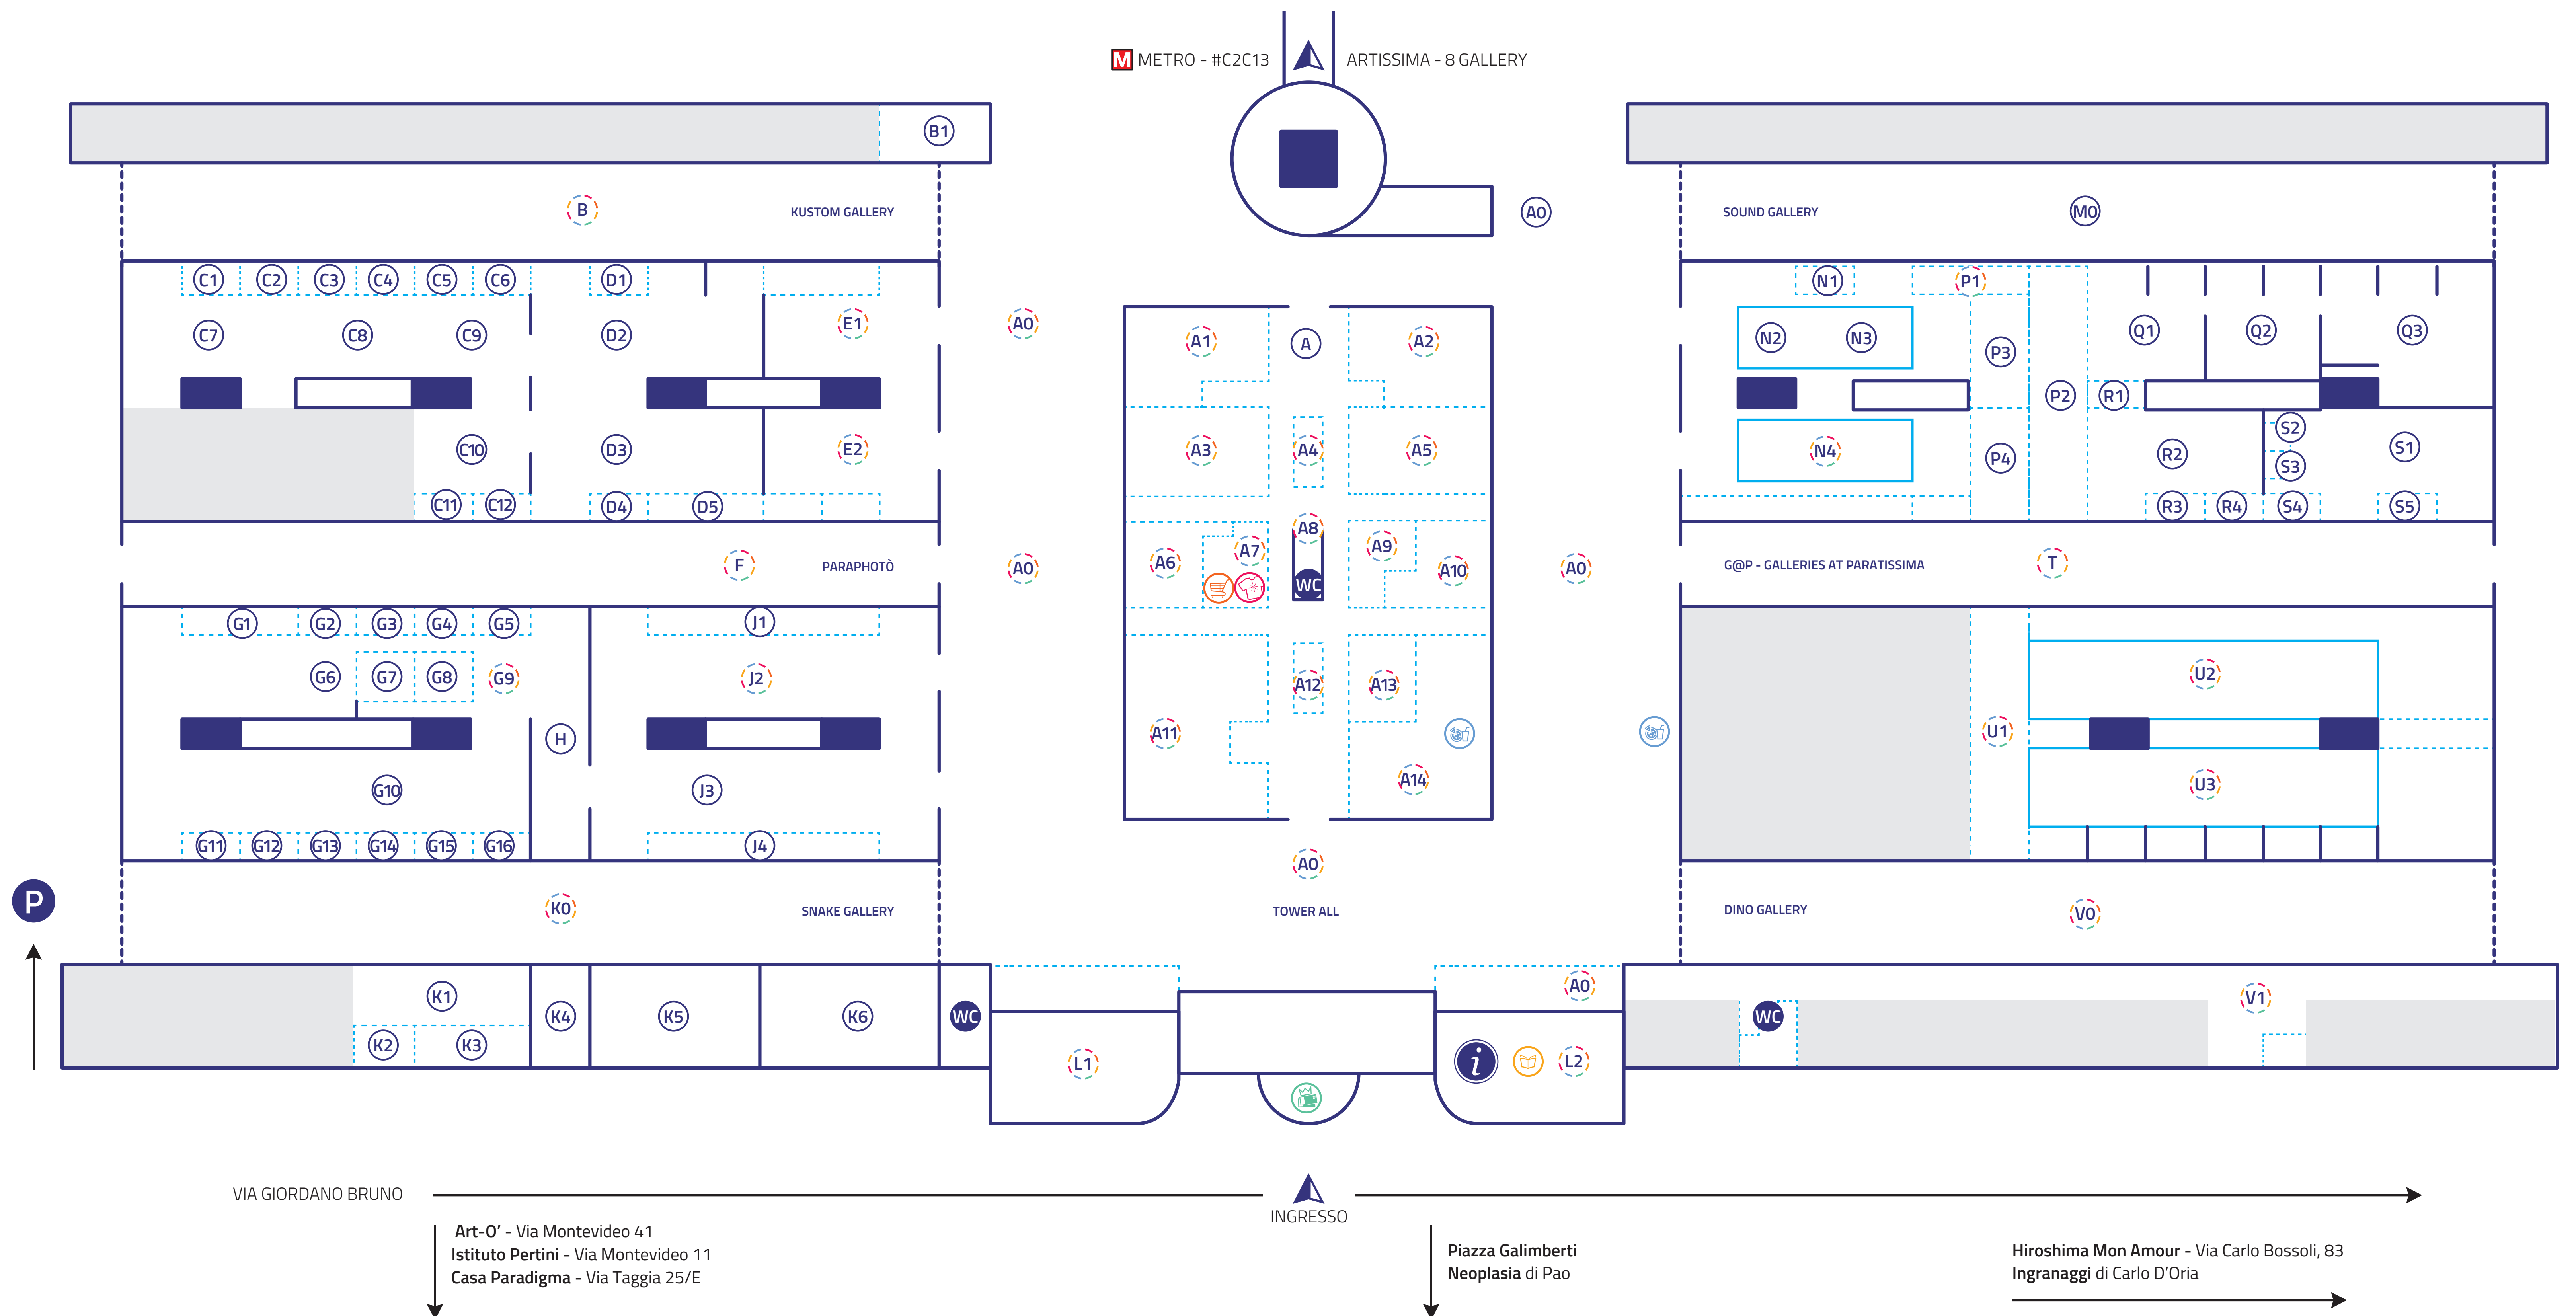 M METRO - #C2C13
ARTISSIMA - 8 GALLERY
B1
B
KUSTOM GALLERY
A0
SOUND GALLERY
M0
C1 C2 C3 C4 C5 C6 D1
C7 C8 C9 D2 E1
C10 D3 E2
C11 C12 D4 D5
A0
A1 A A2
A3 A4 A5
A8
A6 A7 A9 A10
WC
A12 A13
A11
A14
A0
N1 P1
N2 N3 P3 Q1 Q2 Q3
P2 R1
N4 P4 R2 S2 S1
S3
R3 R4 S4 S5
F
PARAPHOTÒ
A0
A0
G@P - GALLERIES AT PARATISSIMA
T
G1 G2 G3 G4 G5 J1
G6 G7 G8 G9 J2
H
G10 J3
G11 G12 G13 G14 G15 G16 J4
U2
U1
U3
P
K0
SNAKE GALLERY
TOWER ALL
DINO GALLERY
V0
K1
K4 K5 K6 WC
K2 K3
L1
A0
i L2
WC
V1
VIA GIORDANO BRUNO
INGRESSO
Art-O’ - Via Montevideo 41
Istituto Pertini - Via Montevideo 11
Casa Paradigma - Via Taggia 25/E
Piazza Galimberti
Neoplasia di Pao
Hiroshima Mon Amour - Via Carlo Bossoli, 83
Ingranaggi di Carlo D’Oria